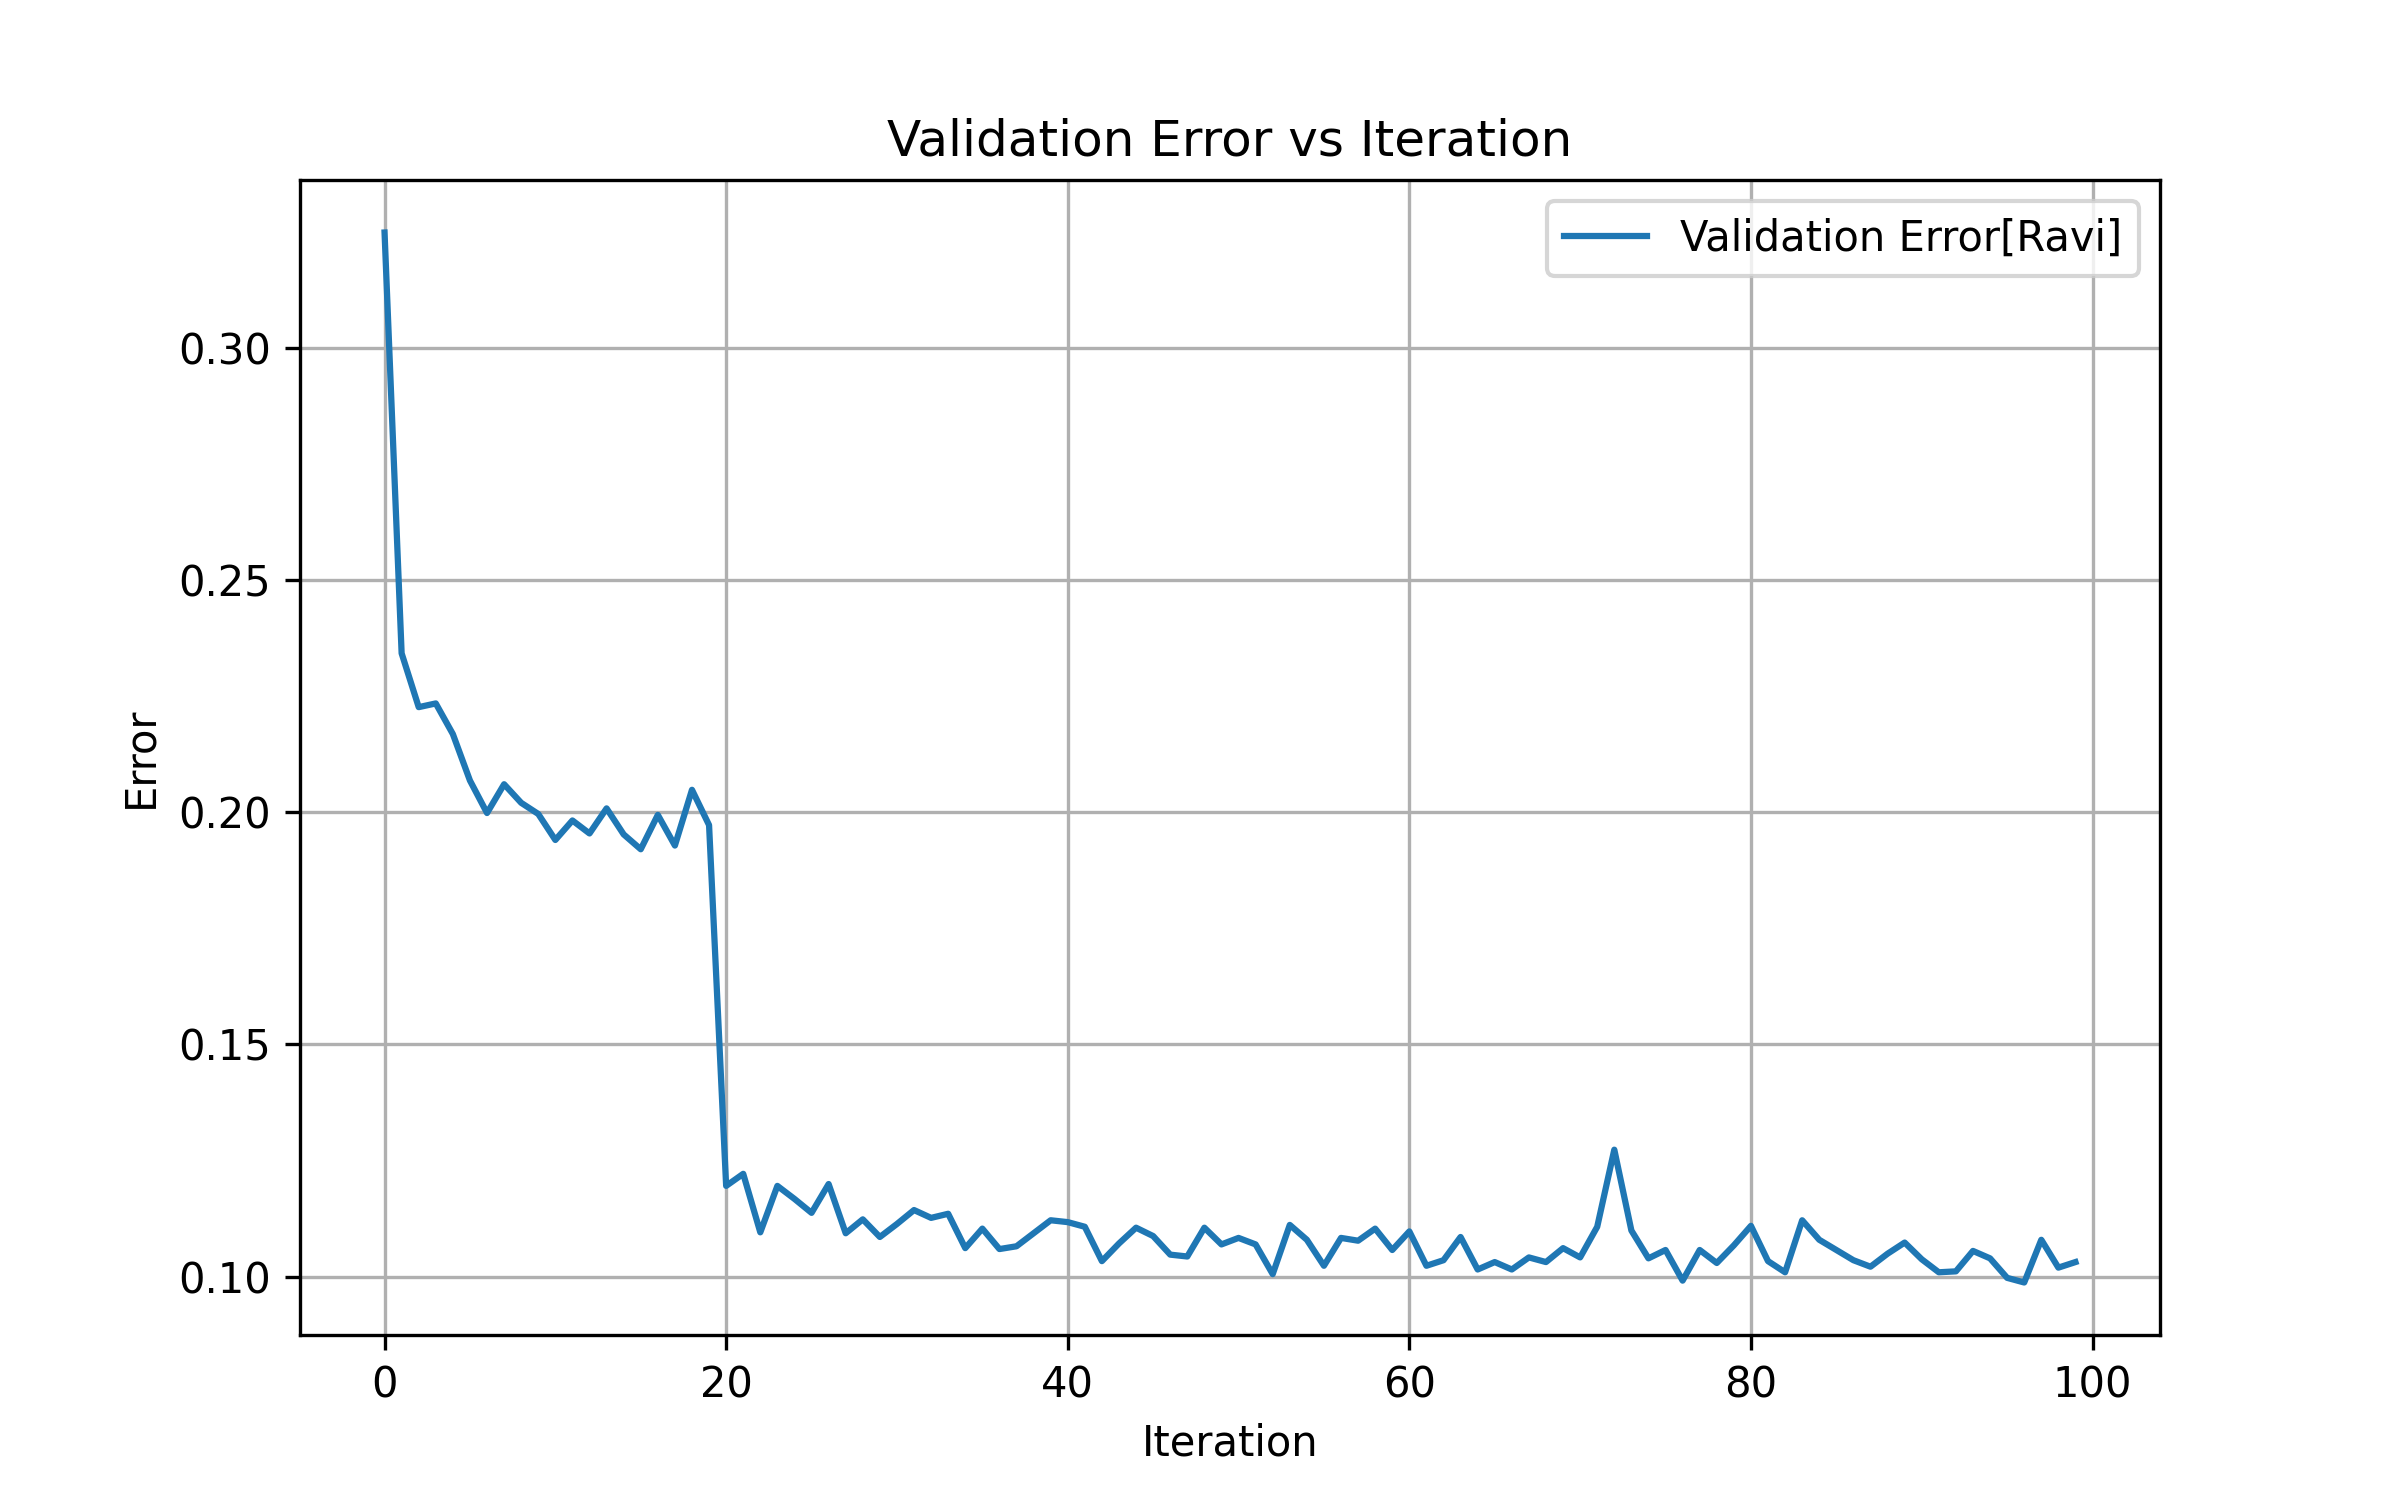 Validation Error vs Iteration
Validation Error[Ravi]
Error
0.30
0.25
0.20
0.15
0.10
0 20 40 60 80 100
Iteration